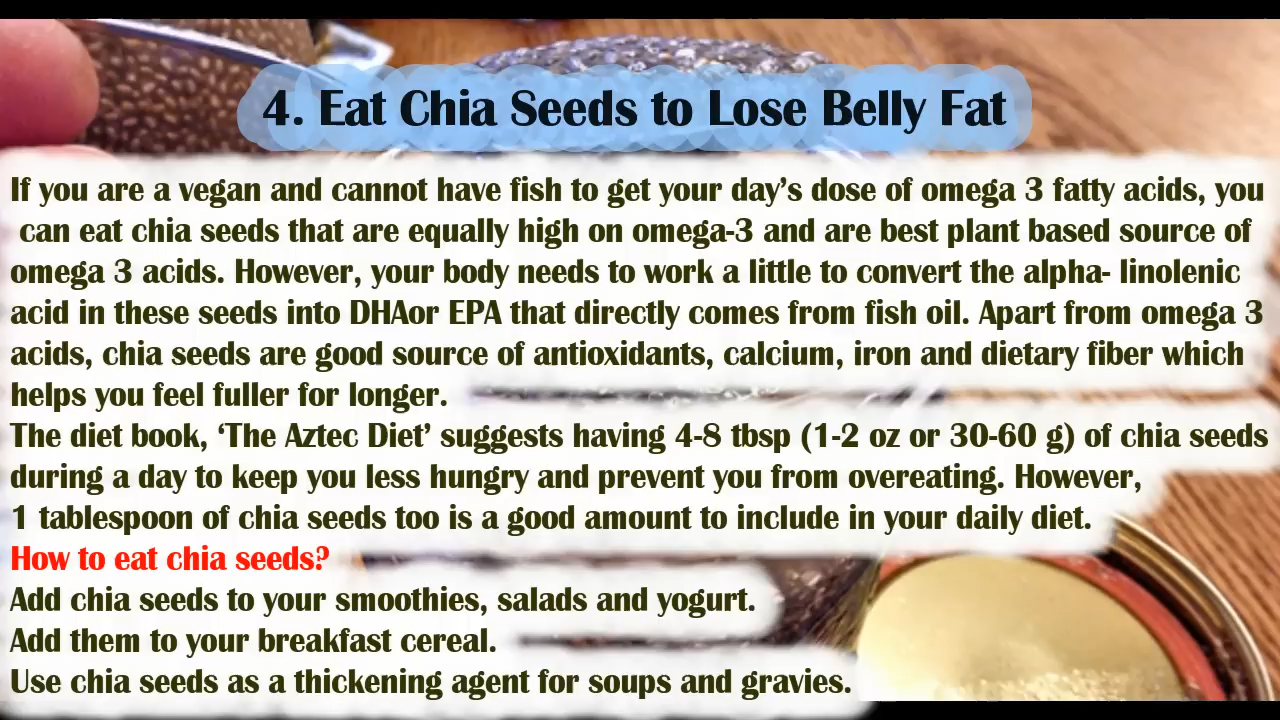 4. Eat Chia Seeds to Lose Belly Fat
If you are a vegan and cannot have fish to get your day’s dose of omega 3 fatty acids, you
can eat chia seeds that are equally high on omega-3 and are best plant based source of
omega 3 acids. However, your body needs to work a little to convert the alpha- linolenic
acid in these seeds into DHAor EPA that directly comes from fish oil. Apart from omega 3
acids, chia seeds are good source of antioxidants, calcium, iron and dietary fiber which
helps you feel fuller for longer.
The diet book, ‘The Aztec Diet’ suggests having 4-8 tbsp (1-2 oz or 30-60 g) of chia seeds
during a day to keep you less hungry and prevent you from overeating. However,
1 tablespoon of chia seeds too is a good amount to include in your daily diet.
How to eat chia seeds?
Add chia seeds to your smoothies, salads and yogurt.
Add them to your breakfast cereal.
Use chia seeds as a thickening agent for soups and gravies.